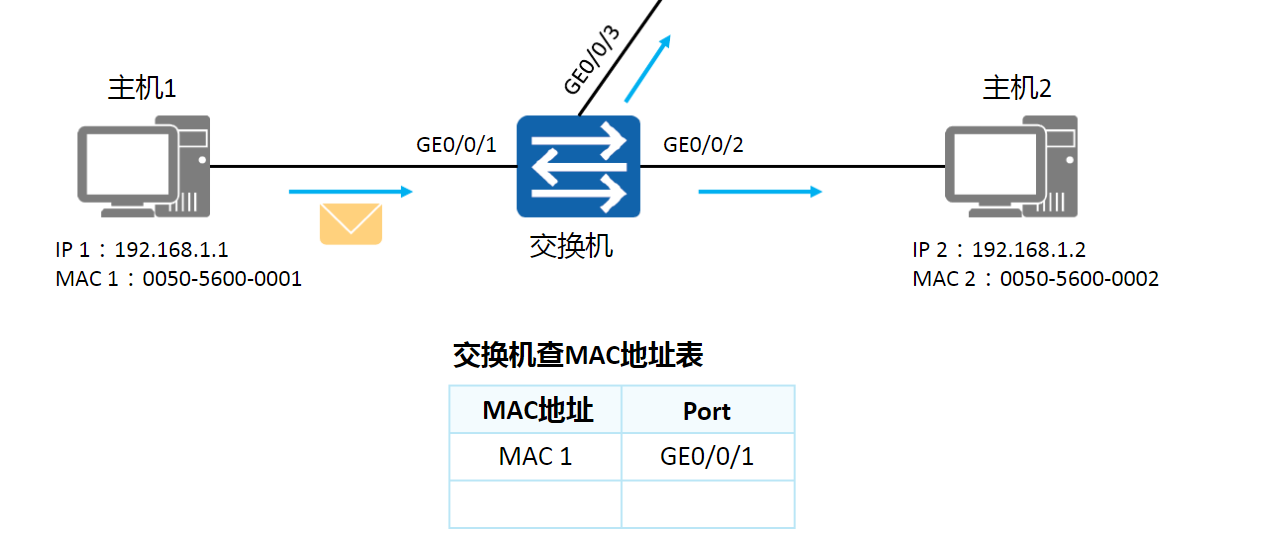 GE0/0/3
主机1
主机2
GE0/0/1
GE0/0/2
交换机
IP 1：192.168.1.1
MAC 1：0050-5600-0001
IP 2：192.168.1.2
MAC 2：0050-5600-0002
交换机查MAC地址表
MAC地址 Port
MAC 1 GE0/0/1